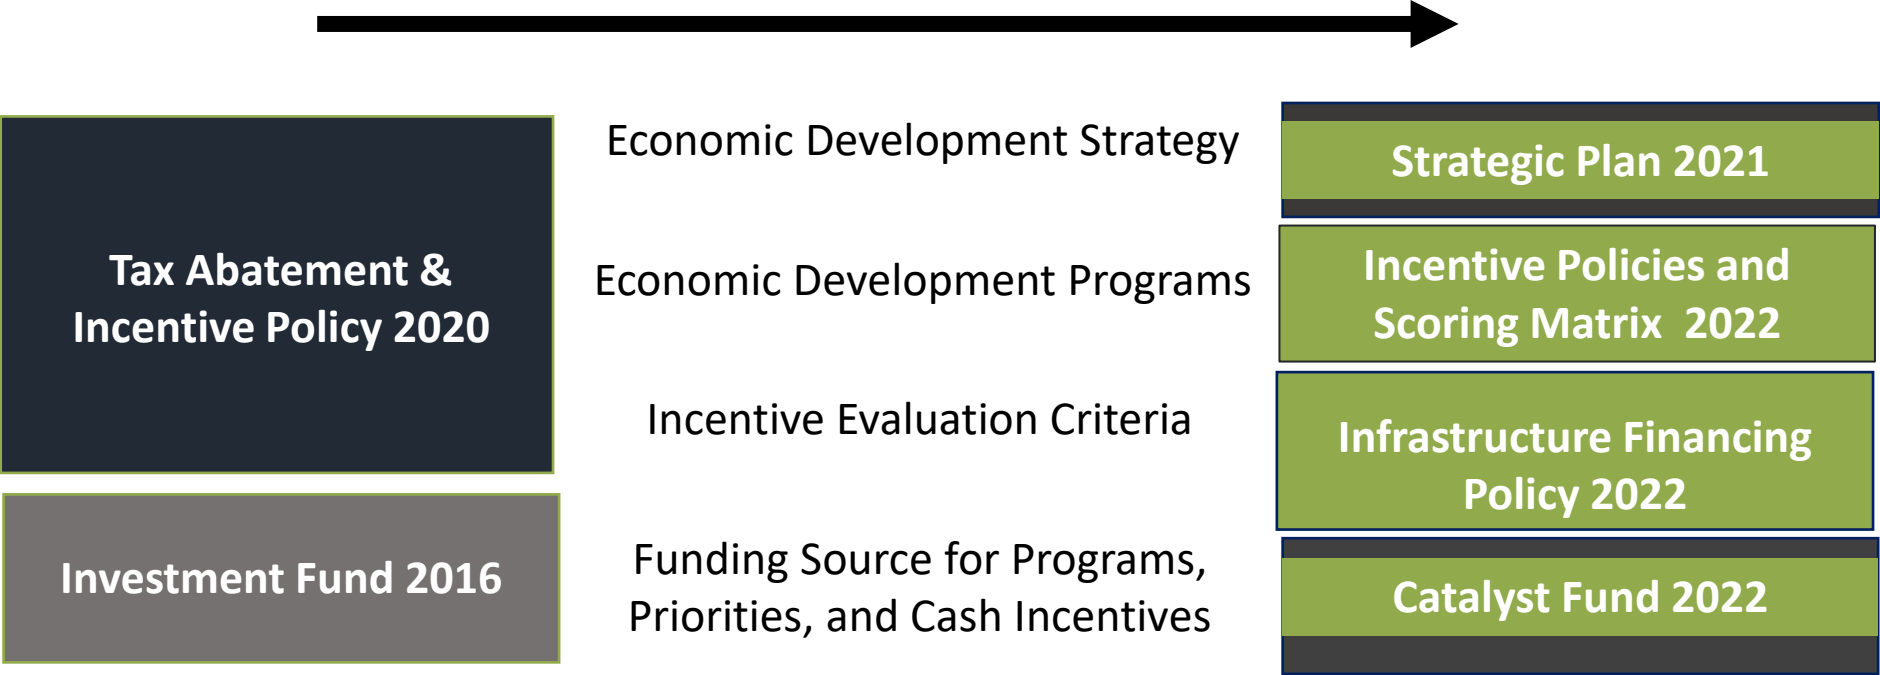 Tax Abatement &
Incentive Policy 2020
Investment Fund 2016
Economic Development Strategy
Economic Development Programs
Incentive Evaluation Criteria
Funding Source for Programs,
Priorities, and Cash Incentives
Strategic Plan 2021
Incentive Policies and
Scoring Matrix  2022
Infrastructure Financing
Policy 2022
Catalyst Fund 2022